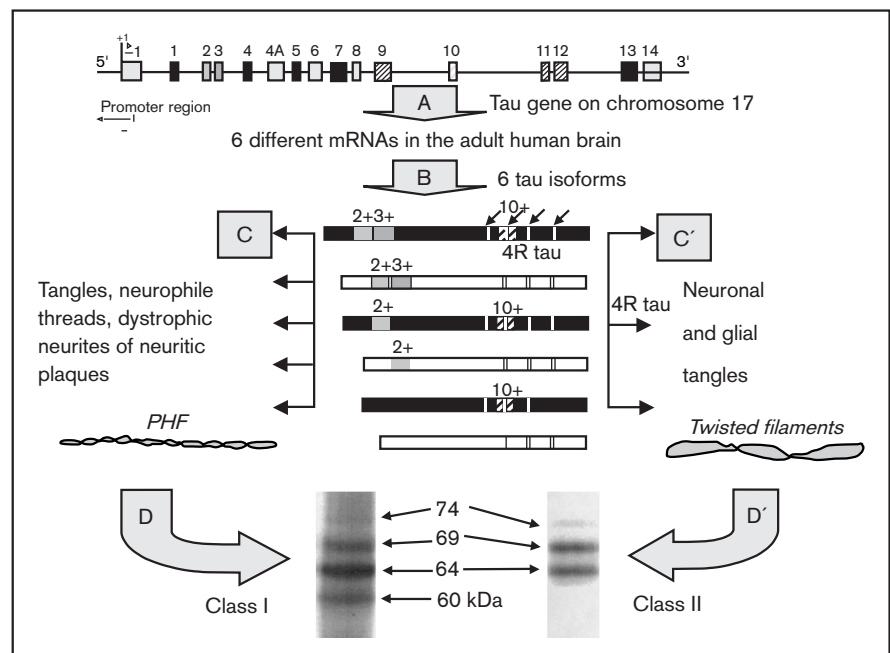 +1
5´ –1 1 2 3 4 4A 5 6 7 8 9 10 11 12 13 14 3´
Promoter region
–
A
Tau gene on chromosome 17
6 different mRNAs in the adult human brain
B
6 tau isoforms
C
2+3+
10+
C´
4R tau
2+3+
Tangles, neurophile
threads, dystrophic
neurites of neuritic
plaques
2+
10+
2+
10+
4R tau
Neuronal
and glial
tangles
PHF
Twisted filaments
D
D´
74
69
64
60 kDa
Class I
Class II